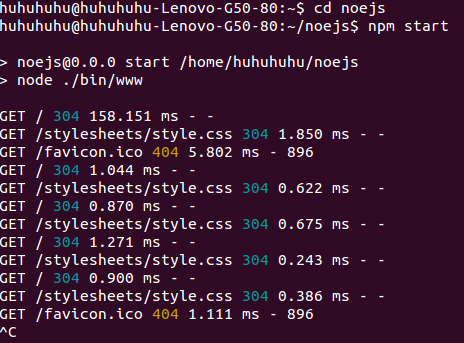 huhuhuhu@huhuhuhu-Lenovo-G50-80:~$ cd noejs
huhuhuhu@huhuhuhu-Lenovo-G50-80:~/noejs$ npm start
> noejs@0.0.0 start /home/huhuhuhu/noejs
> node ./bin/www
GET / 304 158.151 ms - -
GET /stylesheets/style.css 304 1.850 ms - -
GET /favicon.ico 404 5.802 ms - 896
GET / 304 1.044 ms - -
GET /stylesheets/style.css 304 0.622 ms - -
GET / 304 0.870 ms - -
GET /stylesheets/style.css 304 0.675 ms - -
GET / 304 1.271 ms - -
GET /stylesheets/style.css 304 0.243 ms - -
GET / 304 0.900 ms - -
GET /stylesheets/style.css 304 0.386 ms - -
GET /favicon.ico 404 1.111 ms - 896
^C